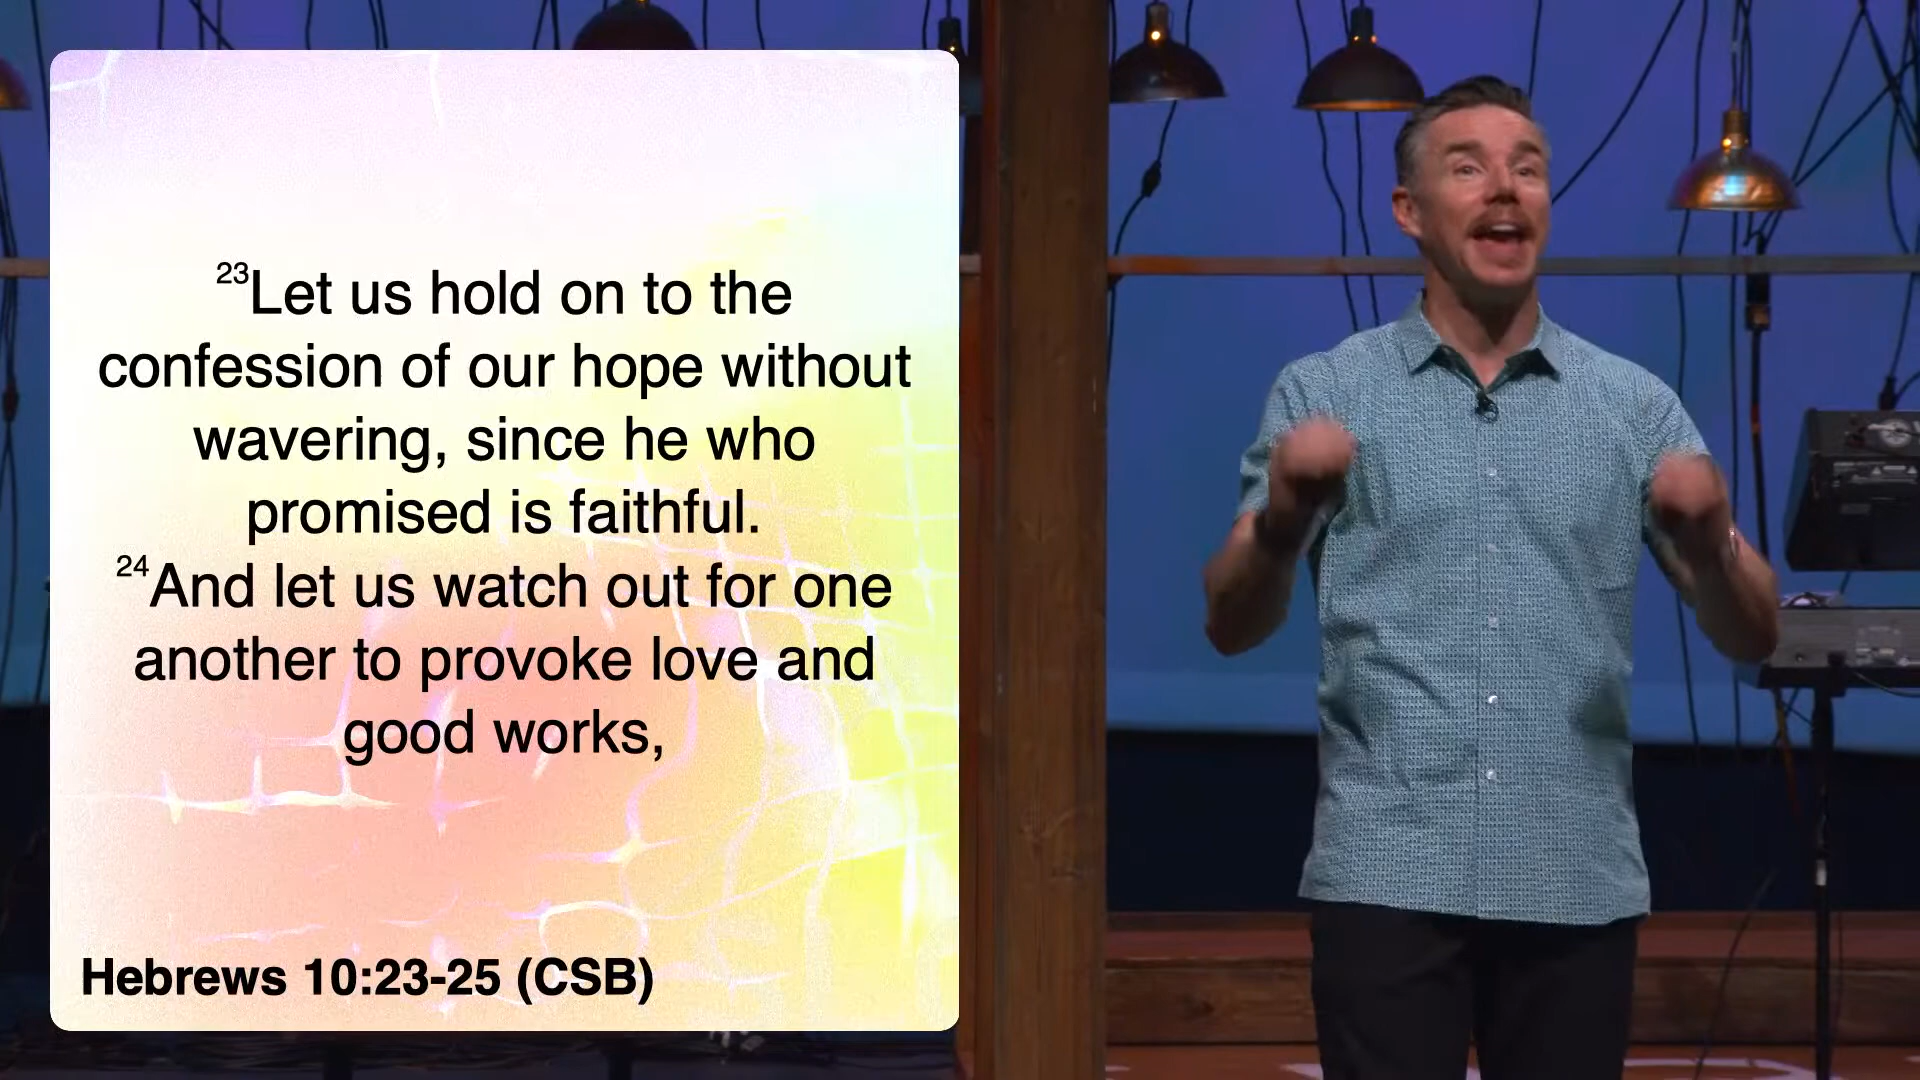 23Let us hold on to the
confession of our hope without
wavering, since he who
promised is faithful.
24And let us watch out for one
another to provoke love and
good works,
Hebrews 10:23-25 (CSB)